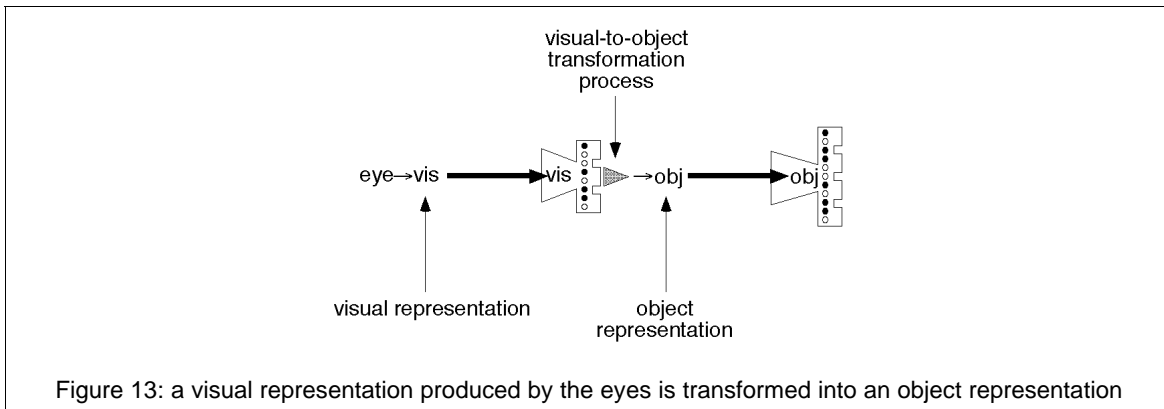 visual-to-object
transformation
process
eye→vis
vis
→obj
obj
visual representation
object
representation
Figure 13: a visual representation produced by the eyes is transformed into an object representation